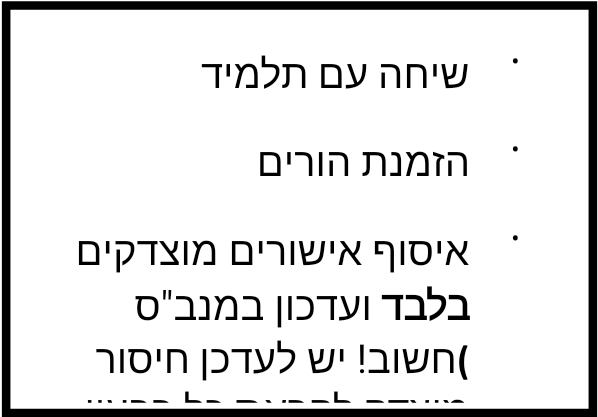 · שיחה עם תלמיד
· הזמנת הורים
· איסוף אישורים מוצדקים
בלבד ועדכון במנב"ס
(חשוב! יש לעדכן חיסור